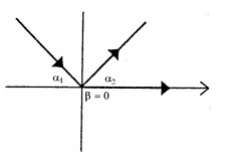 α₁ α₂
β = 0